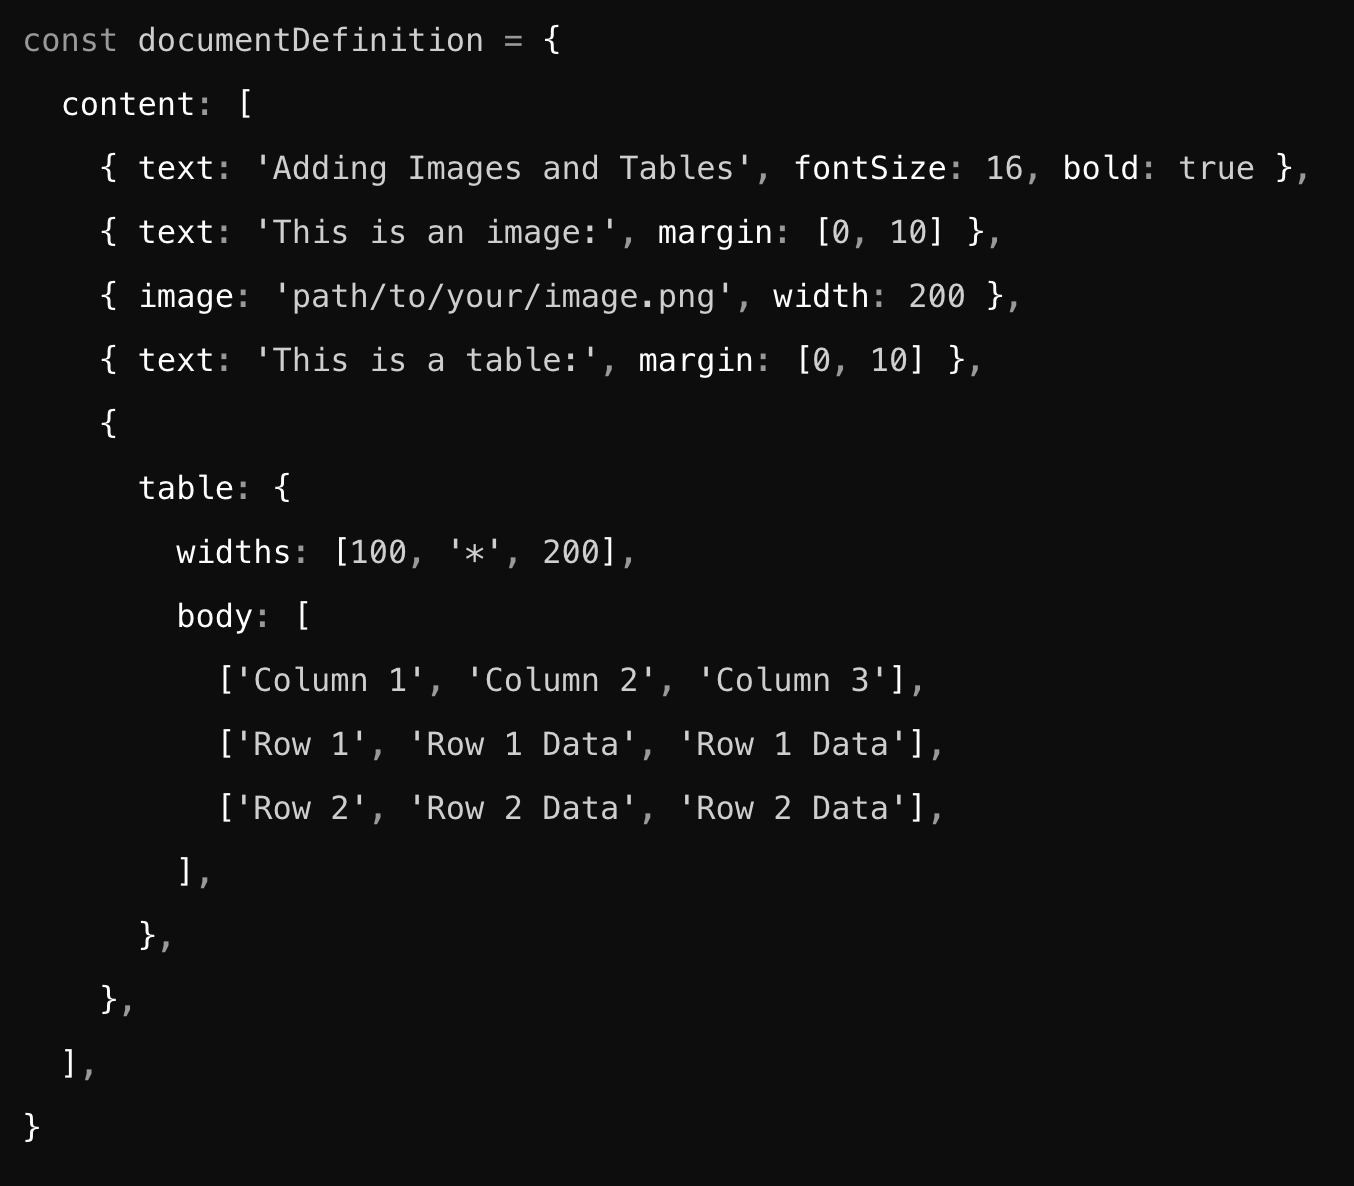 const documentDefinition = {
  content: [
    { text: 'Adding Images and Tables', fontSize: 16, bold: true },
    { text: 'This is an image:', margin: [0, 10] },
    { image: 'path/to/your/image.png', width: 200 },
    { text: 'This is a table:', margin: [0, 10] },
    {
      table: {
        widths: [100, '*', 200],
        body: [
          ['Column 1', 'Column 2', 'Column 3'],
          ['Row 1', 'Row 1 Data', 'Row 1 Data'],
          ['Row 2', 'Row 2 Data', 'Row 2 Data'],
        ],
      },
    },
  ],
}